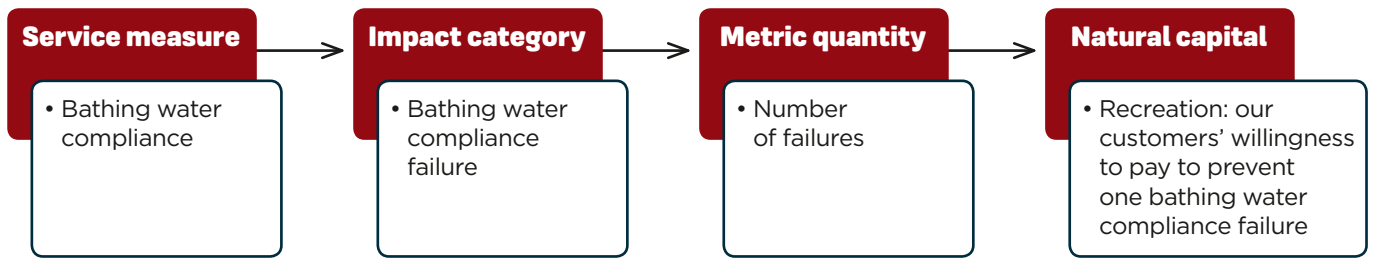 Service measure
• Bathing water
compliance
Impact category
• Bathing water
compliance
failure
Metric quantity
• Number
of failures
Natural capital
• Recreation: our
customers’ willingness
to pay to prevent
one bathing water
compliance failure